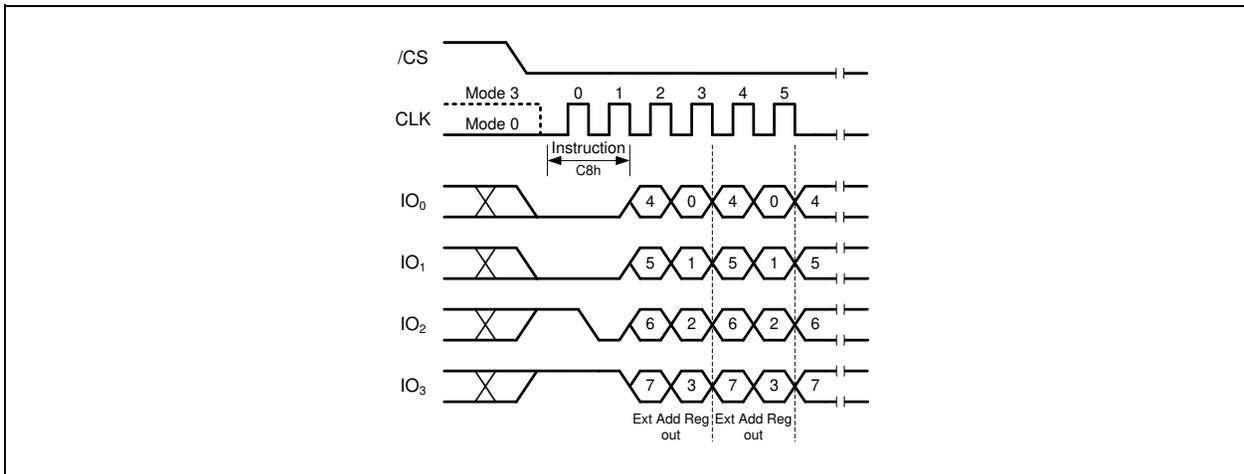 /CS
Mode 3 0 1 2 3 4 5
CLK
Mode 0
Instruction
C8h
IO₀ 4 0 4 0 4
IO₁ 5 1 5 1 5
IO₂ 6 2 6 2 6
IO₃ 7 3 7 3 7
Ext Add Reg Ext Add Reg
out out